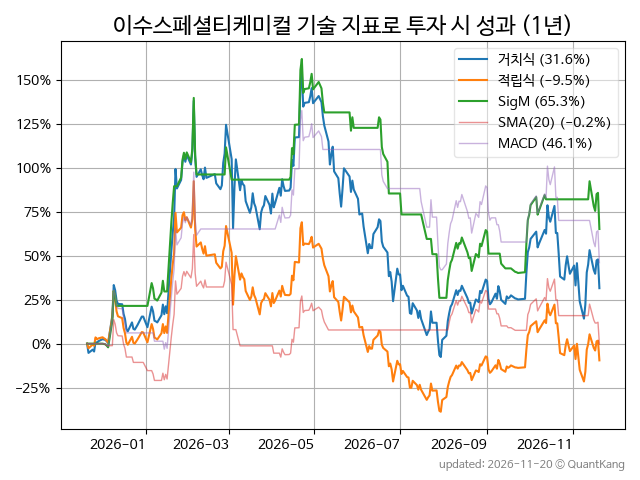 이수스페셜티케미컬 기술 지표로 투자 시 성과 (1년)
거치식 (31.6%)
적립식 (−9.5%)
SigM (65.3%)
SMA(20) (−0.2%)
MACD (46.1%)
150%
125%
100%
75%
50%
25%
0%
−25%
2026-01 2026-03 2026-05 2026-07 2026-09 2026-11
updated: 2026-11-20 © QuantKang